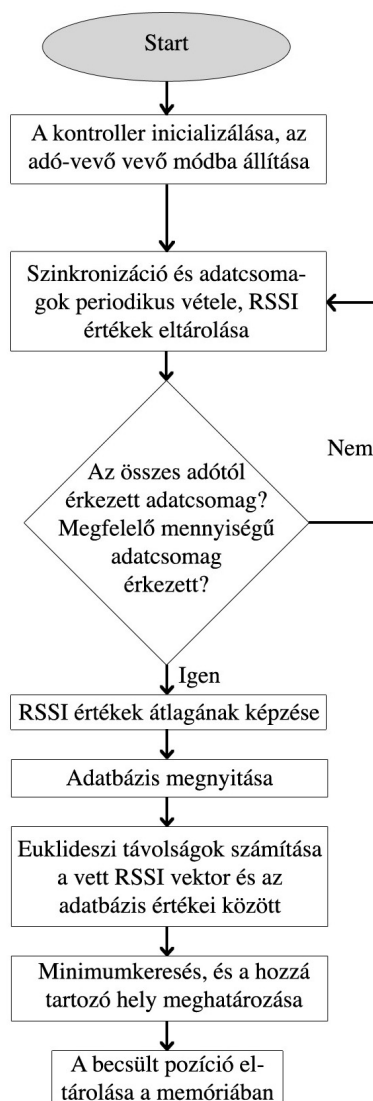 Start
A kontroller inicializálása, az
adó-vevő vevő módba állítása
Szinkronizáció és adatcsoma-
gok periodikus vétele, RSSI
értékek eltárolása
Nem
Az összes adótól
érkezett adatcsomag?
Megfelelő mennyiségű
adatcsomag
érkezett?
Igen
RSSI értékek átlagának képzése
Adatbázis megnyitása
Euklideszi távolságok számítása
a vett RSSI vektor és az
adatbázis értékei között
Minimumkeresés, és a hozzá
tartozó hely meghatározása
A becsült pozíció el-
tárolása a memóriában